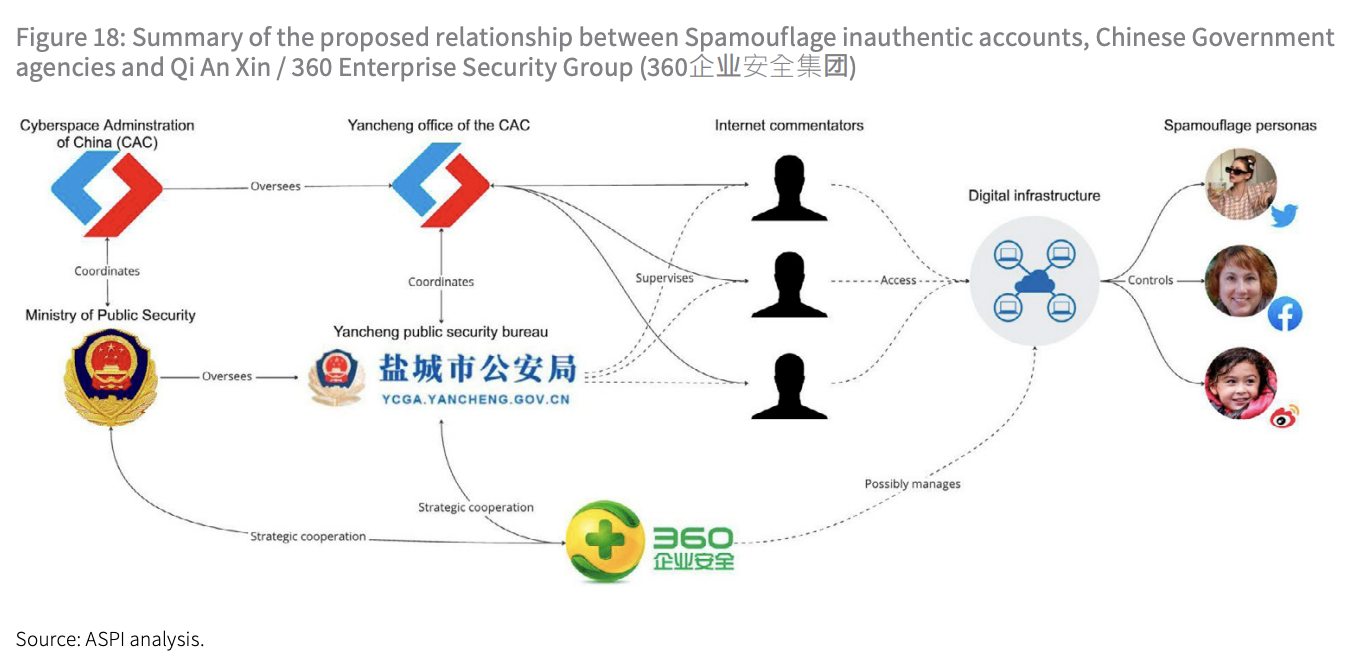 Figure 18: Summary of the proposed relationship between Spamouflage inauthentic accounts, Chinese Government
agencies and Qi An Xin / 360 Enterprise Security Group (360企业安全集团)
Cyberspace Adminstration
of China (CAC)
Yancheng office of the CAC
Internet commentators
Spamouflage personas
Oversees
Digital infrastructure
Coordinates
Coordinates
Supervises
Access
Controls
Ministry of Public Security
Yancheng public security bureau
Oversees
盐城市公安局
YCGA.YANCHENG.GOV.CN
Possibly manages
Strategic cooperation
Strategic cooperation
360
企业安全
Source: ASPI analysis.